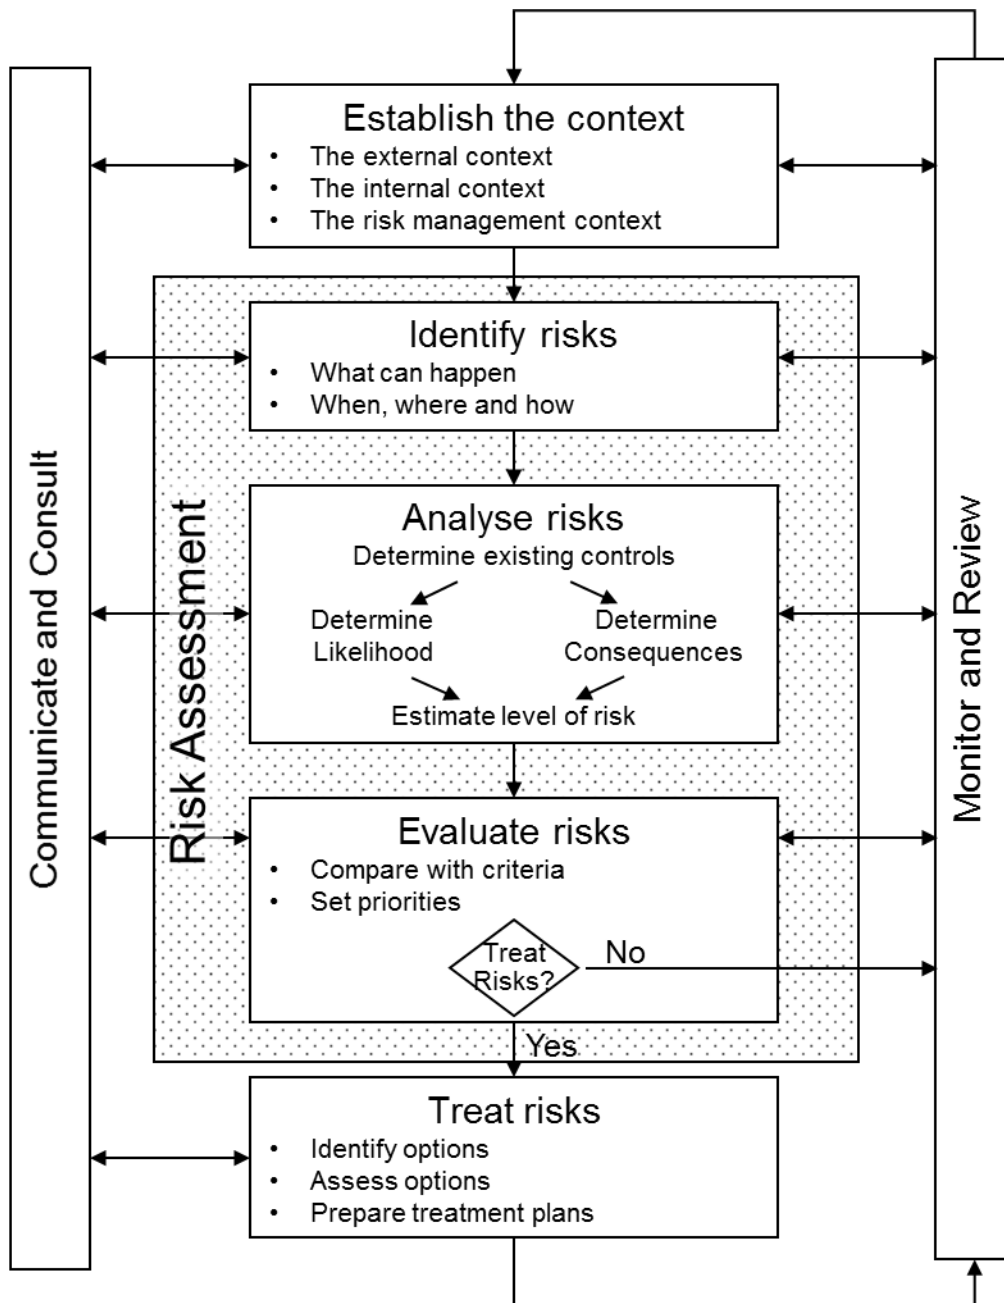 Establish the context
• The external context
• The internal context
• The risk management context
Identify risks
• What can happen
• When, where and how
Analyse risks
Determine existing controls
Determine
Likelihood
Determine
Consequences
Estimate level of risk
Evaluate risks
• Compare with criteria
• Set priorities
Treat
Risks?
No
Yes
Treat risks
• Identify options
• Assess options
• Prepare treatment plans
Communicate and Consult
Risk Assessment
Monitor and Review